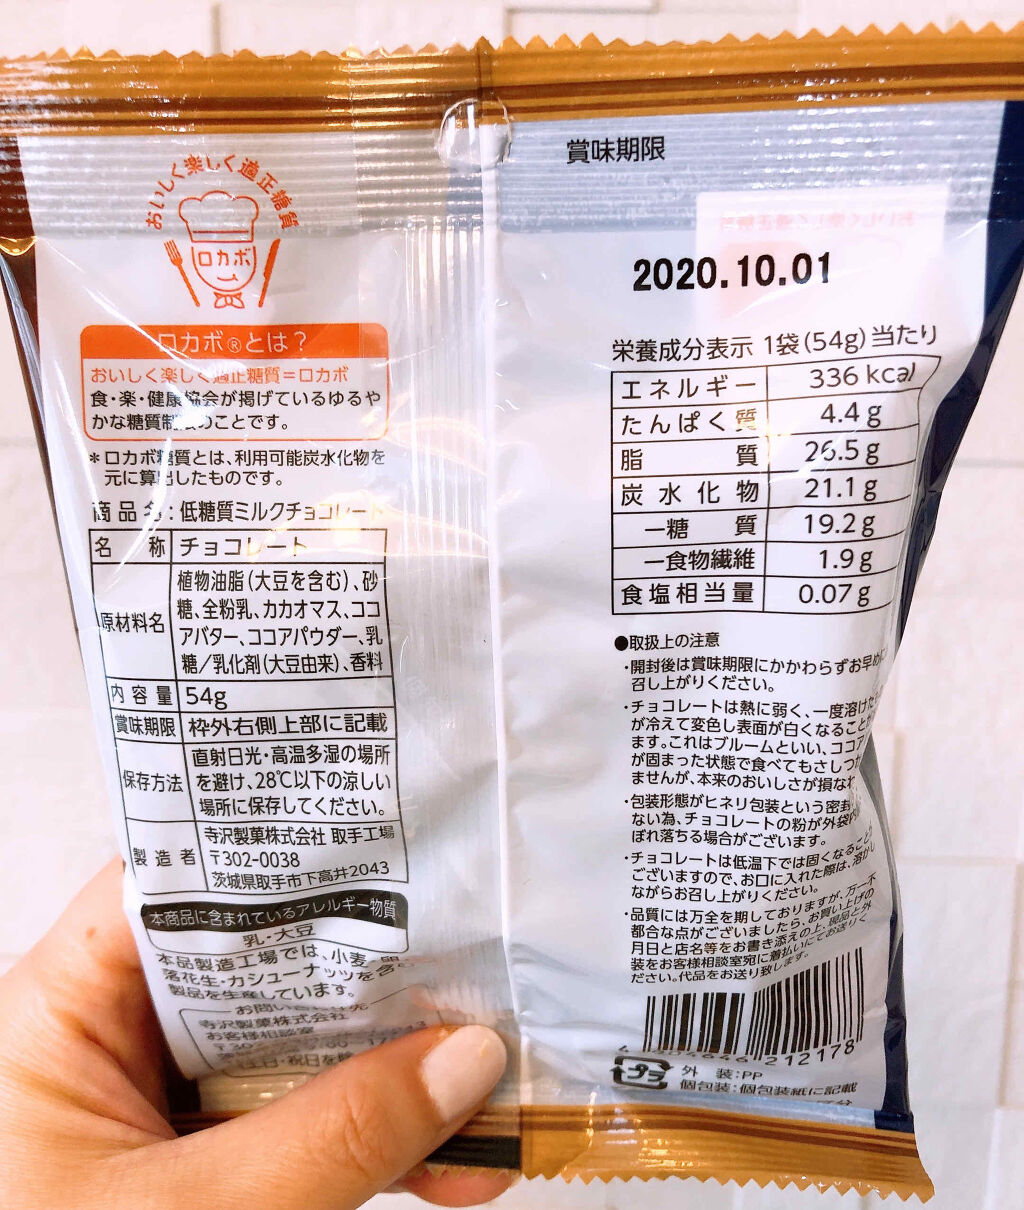 おいしく楽しく適正糖質
ロカボ
ロカボ®とは？
おいしく楽しく適正糖質＝ロカボ
食・楽・健康協会が掲げているゆるや
かな糖質制限のことです。
＊ロカボ糖質とは、利用可能炭水化物を
元に算出したものです。
商品名：低糖質ミルクチョコレート
名称 チョコレート
原材料名
植物油脂（大豆を含む）、砂
糖、全粉乳、カカオマス、ココ
アバター、ココアパウダー、乳
糖／乳化剤（大豆由来）、香料
内容量 54g
賞味期限 枠外右側上部に記載
保存方法
直射日光・高温多湿の場所
を避け、28℃以下の涼しい
場所に保存してください。
製造者
寺沢製菓株式会社 取手工場
〒302-0038
茨城県取手市下高井2043
本商品に含まれているアレルギー物質
乳・大豆
本品製造工場では、小麦・卵・
落花生・カシューナッツを含む
製品を生産しています。
寺沢製菓株式会社
お客様相談室
賞味期限
2020.10.01
栄養成分表示 1袋(54g)当たり
エネルギー 336 kcal
たんぱく質 4.4 g
脂質 26.5 g
炭水化物 21.1 g
―糖質 19.2 g
―食物繊維 1.9 g
食塩相当量 0.07 g
●取扱上の注意
・開封後は賞味期限にかかわらずお早めに
召し上がりください。
・チョコレートは熱に弱く、一度溶けた
が冷えて変色し表面が白くなること
ます。これはブルームといい、ココア
が固まった状態で食べてもさしつか
ませんが、本来のおいしさが損なわ
・包装形態がヒネリ包装という密封
ない為、チョコレートの粉が外袋
ぼれ落ちる場合がございます。
・チョコレートは低温下では固くなること
ございますので、お口に入れた際は、溶かし
ながらお召し上がりください。
・品質には万全を期しておりますが、万一不
都合な点がございましたら、お買い上げの
月日と店名等をお書き添えの上、現品と外
装をお客様相談室宛に着払いにてお送りく
ださい。代品をお送り致します。
212178
プラ
外 装：PP
個包装：個包装紙に記載